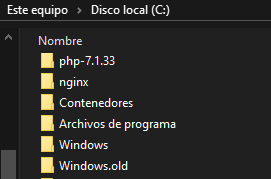 Este equipo > Disco local (C:)
Nombre
php-7.1.33
nginx
Contenedores
Archivos de programa
Windows
Windows.old